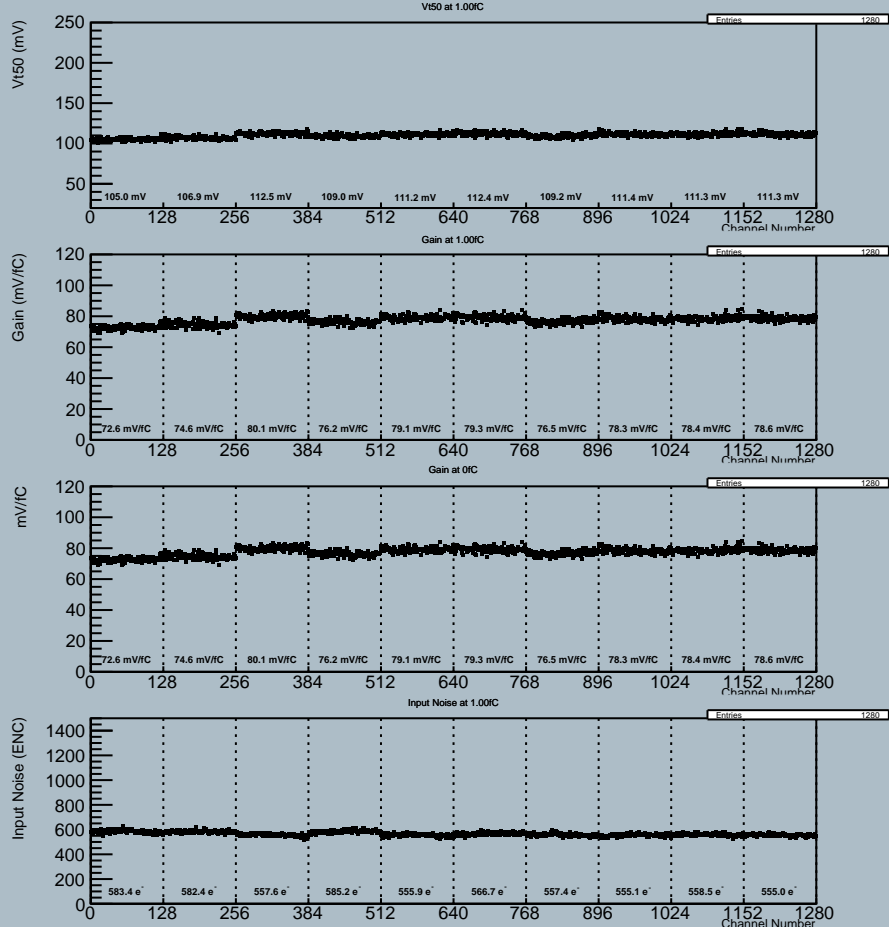 Vt50 at 1.00fC
Entries 1280
Vt50 (mV)
250
200
150
100
50
105.0 mV 106.9 mV 112.5 mV 109.0 mV 111.2 mV 112.4 mV 109.2 mV 111.4 mV 111.3 mV 111.3 mV
0 128 256 384 512 640 768 896 1024 1152 1280
Channel Number
Gain at 1.00fC
Entries 1280
Gain (mV/fC)
120
100
80
60
40
20
0
72.6 mV/fC 74.6 mV/fC 80.1 mV/fC 76.2 mV/fC 79.1 mV/fC 79.3 mV/fC 76.5 mV/fC 78.3 mV/fC 78.4 mV/fC 78.6 mV/fC
0 128 256 384 512 640 768 896 1024 1152 1280
Channel Number
Gain at 0fC
Entries 1280
mV/fC
120
100
80
60
40
20
0
72.6 mV/fC 74.6 mV/fC 80.1 mV/fC 76.2 mV/fC 79.1 mV/fC 79.3 mV/fC 76.5 mV/fC 78.3 mV/fC 78.4 mV/fC 78.6 mV/fC
0 128 256 384 512 640 768 896 1024 1152 1280
Channel Number
Input Noise at 1.00fC
Entries 1280
Input Noise (ENC)
1400
1200
1000
800
600
400
200
0
583.4 e⁻ 582.4 e⁻ 557.6 e⁻ 585.2 e⁻ 555.9 e⁻ 566.7 e⁻ 557.4 e⁻ 555.1 e⁻ 558.5 e⁻ 555.0 e⁻
0 128 256 384 512 640 768 896 1024 1152 1280
Channel Number